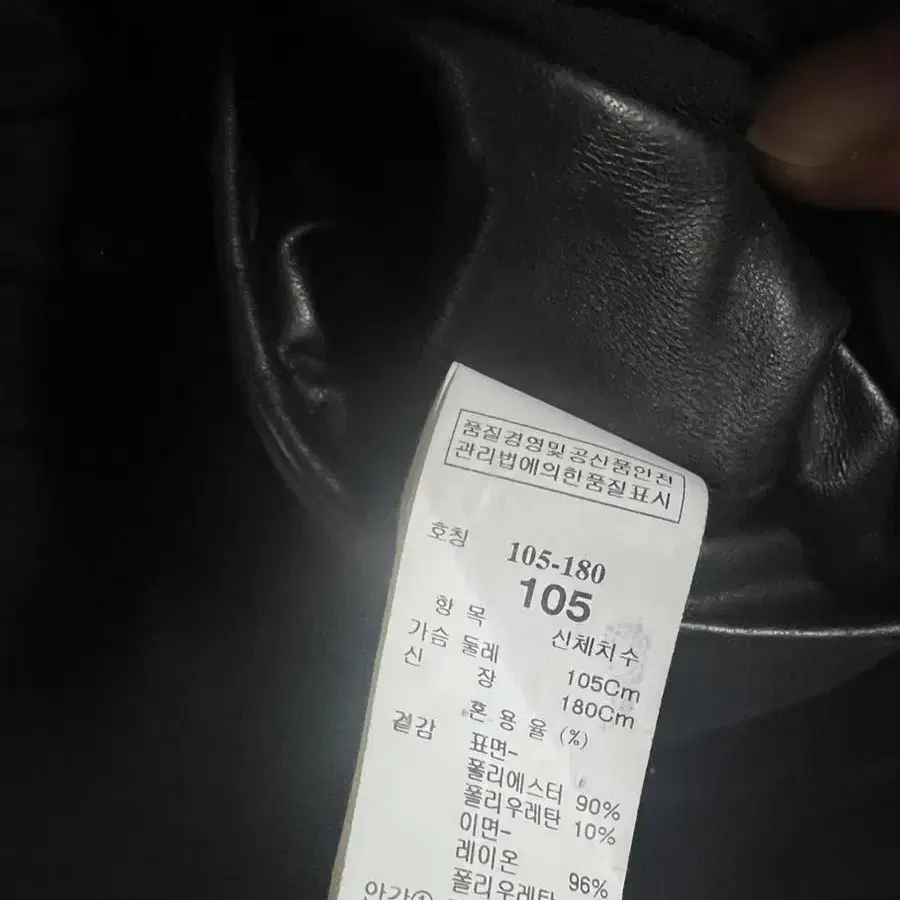 품질경영및공산품안전
관리법에의한품질표시
호칭 105-180
105
항 목 신체치수
가슴 둘레 105Cm
신 장 180Cm
혼 용 율 (%)
겉감 표면-
폴리에스터 90%
폴리우레탄 10%
이면-
레이온 96%
폴리우레탄
안감①